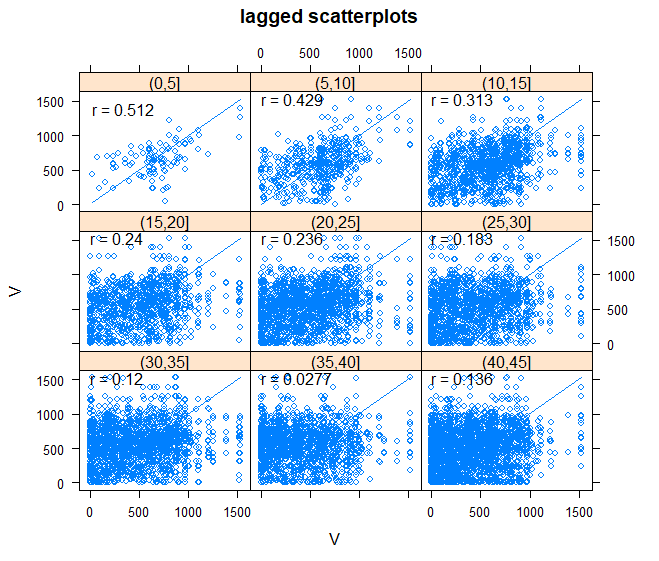 lagged scatterplots
0 500 1000 1500
(0,5] (5,10] (10,15]
r = 0.512 r = 0.429 r = 0.313
1500
1000
500
0
(15,20] (20,25] (25,30]
r = 0.24 r = 0.236 r = 0.183
1500
1000
500
0
V
(30,35] (35,40] (40,45]
r = 0.12 r = 0.0277 r = 0.136
1500
1000
500
0
0 500 1000 1500 0 500 1000 1500
V